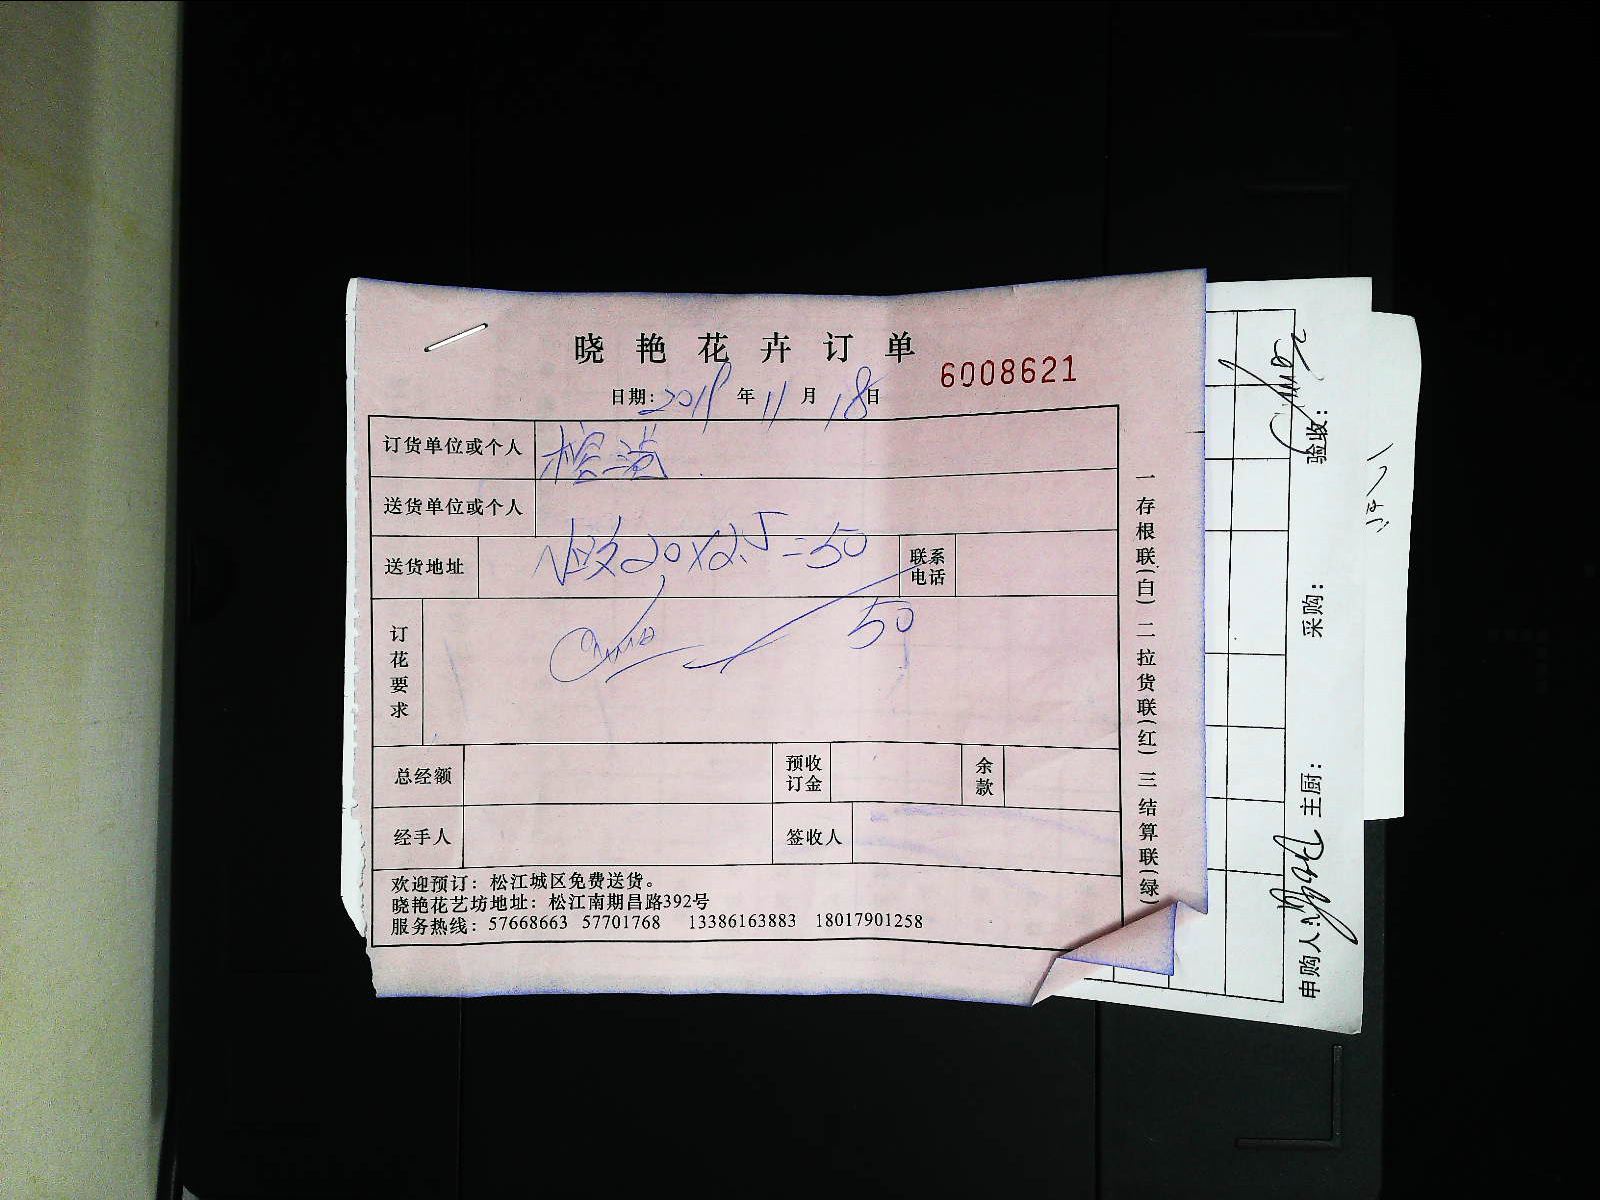 晓艳花卉订单
6008621
日期: 2019 年 11 月 18 日
订货单位或个人
送货单位或个人
送货地址
20×2.5=50
联系电话
订花要求
50
总经额
预收订金
余款
经手人
签收人
欢迎预订：松江城区免费送货。
晓艳花艺坊地址：松江南期昌路392号
服务热线：57668663 57701768 13386163883 18017901258
一存根联(白) 二拉货联(红) 三结算联(绿)
申购人:
主厨:
采购:
验收: